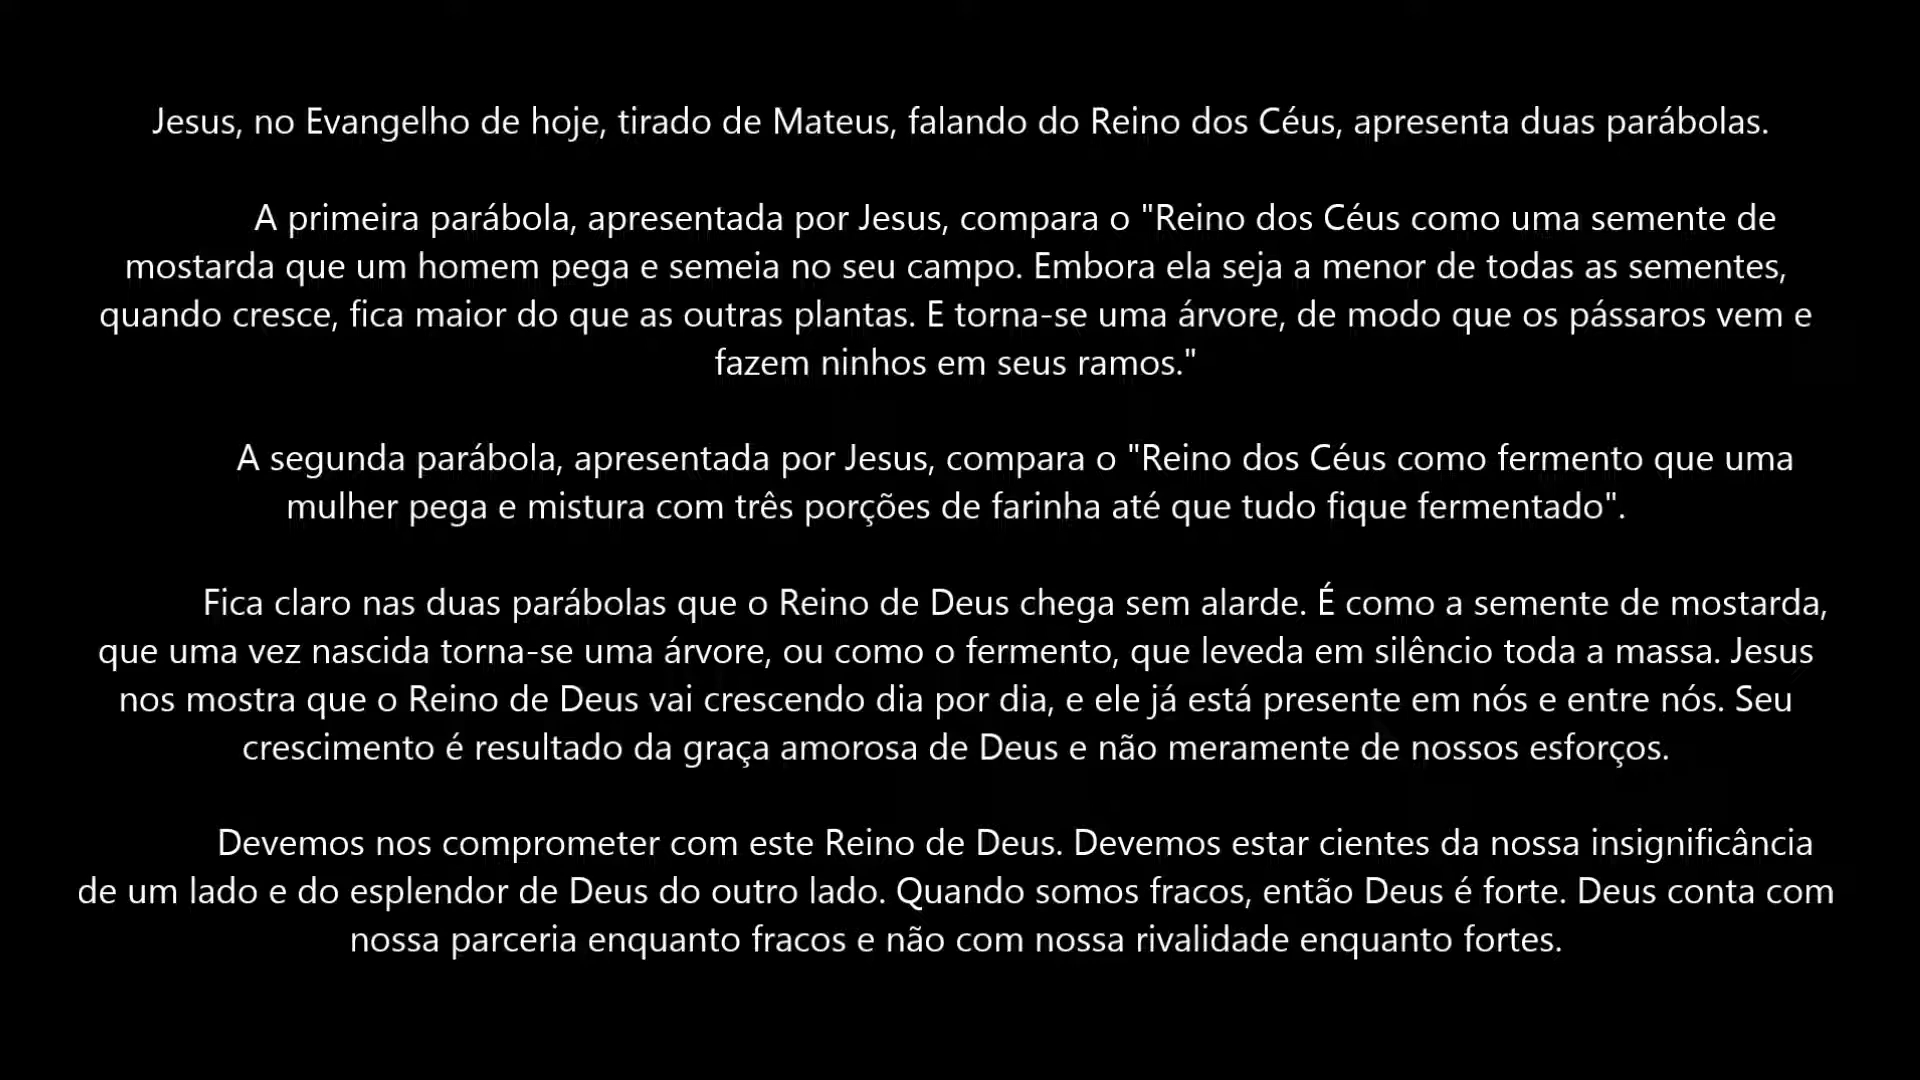 Jesus, no Evangelho de hoje, tirado de Mateus, falando do Reino dos Céus, apresenta duas parábolas.
A primeira parábola, apresentada por Jesus, compara o "Reino dos Céus como uma semente de
mostarda que um homem pega e semeia no seu campo. Embora ela seja a menor de todas as sementes,
quando cresce, fica maior do que as outras plantas. E torna-se uma árvore, de modo que os pássaros vem e
fazem ninhos em seus ramos."
A segunda parábola, apresentada por Jesus, compara o "Reino dos Céus como fermento que uma
mulher pega e mistura com três porções de farinha até que tudo fique fermentado".
Fica claro nas duas parábolas que o Reino de Deus chega sem alarde. É como a semente de mostarda,
que uma vez nascida torna-se uma árvore, ou como o fermento, que leveda em silêncio toda a massa. Jesus
nos mostra que o Reino de Deus vai crescendo dia por dia, e ele já está presente em nós e entre nós. Seu
crescimento é resultado da graça amorosa de Deus e não meramente de nossos esforços.
Devemos nos comprometer com este Reino de Deus. Devemos estar cientes da nossa insignificância
de um lado e do esplendor de Deus do outro lado. Quando somos fracos, então Deus é forte. Deus conta com
nossa parceria enquanto fracos e não com nossa rivalidade enquanto fortes.